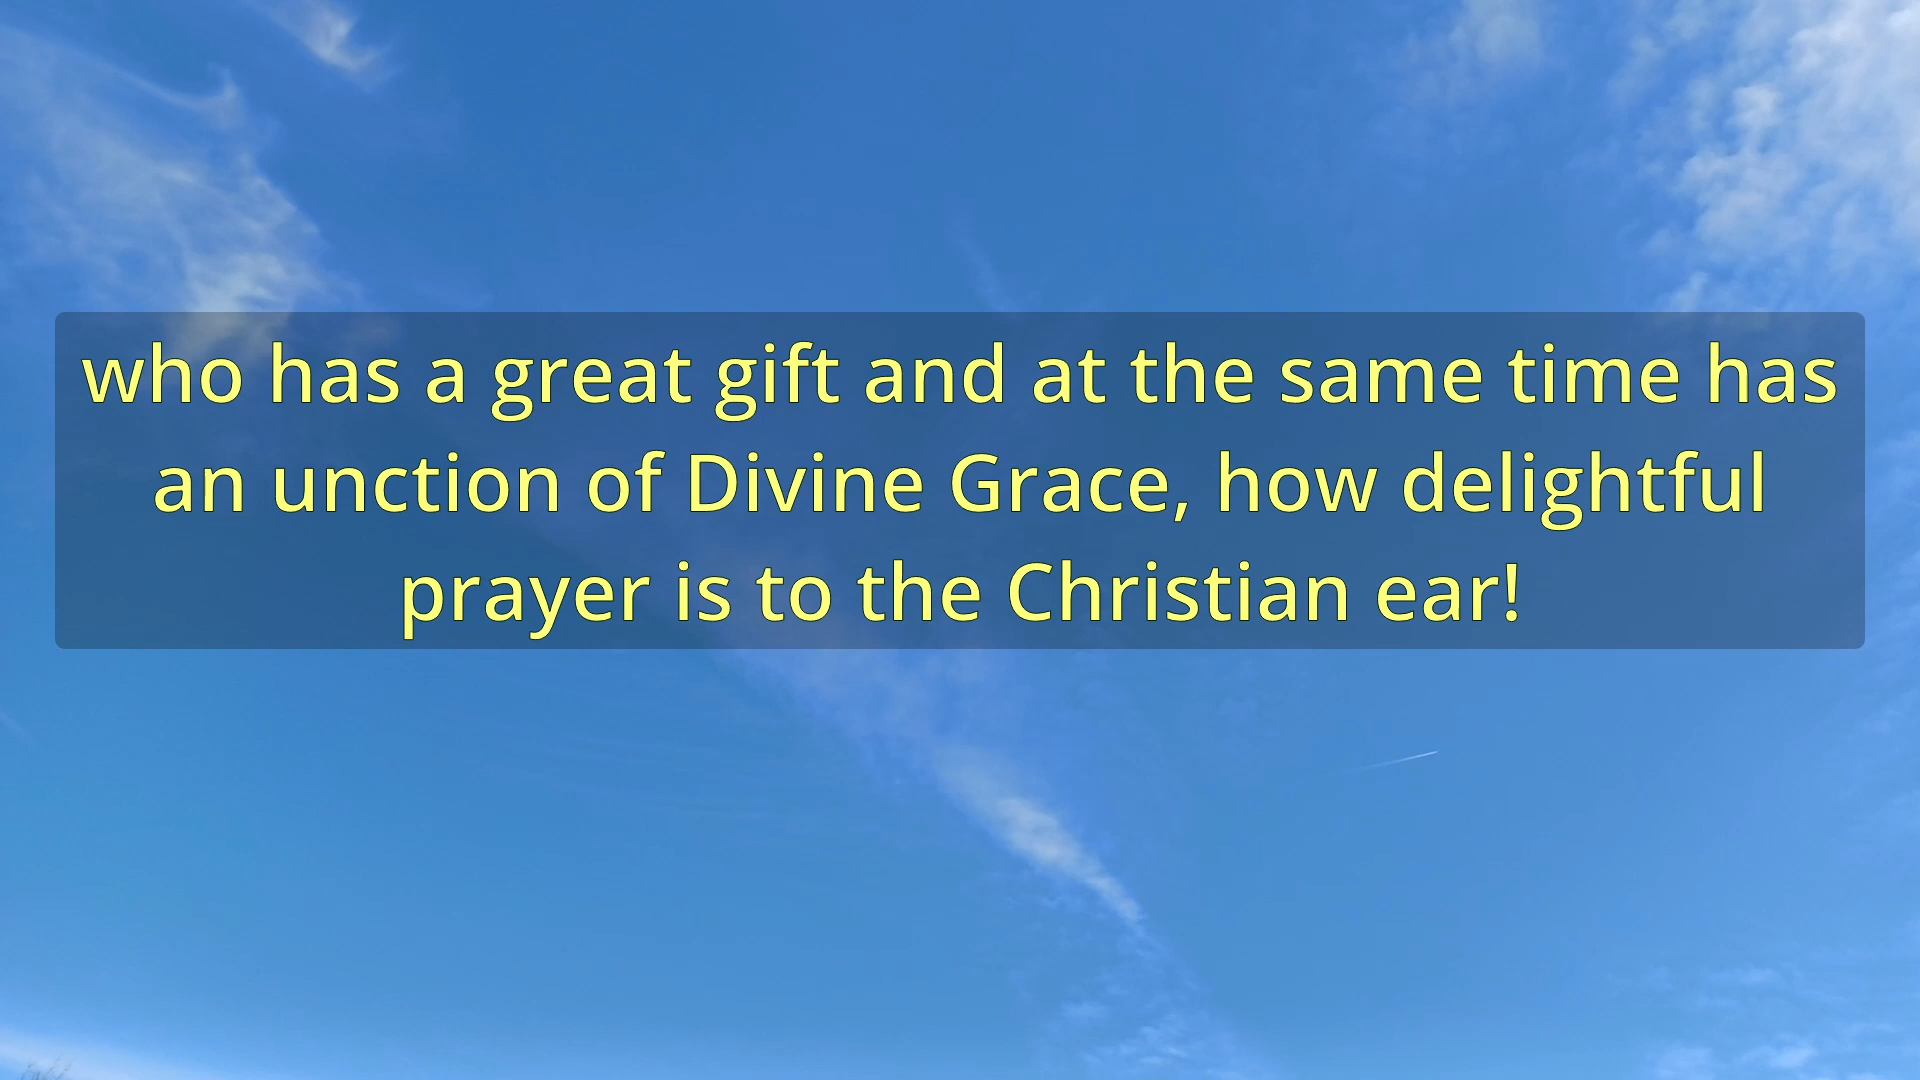 who has a great gift and at the same time has
an unction of Divine Grace, how delightful
prayer is to the Christian ear!